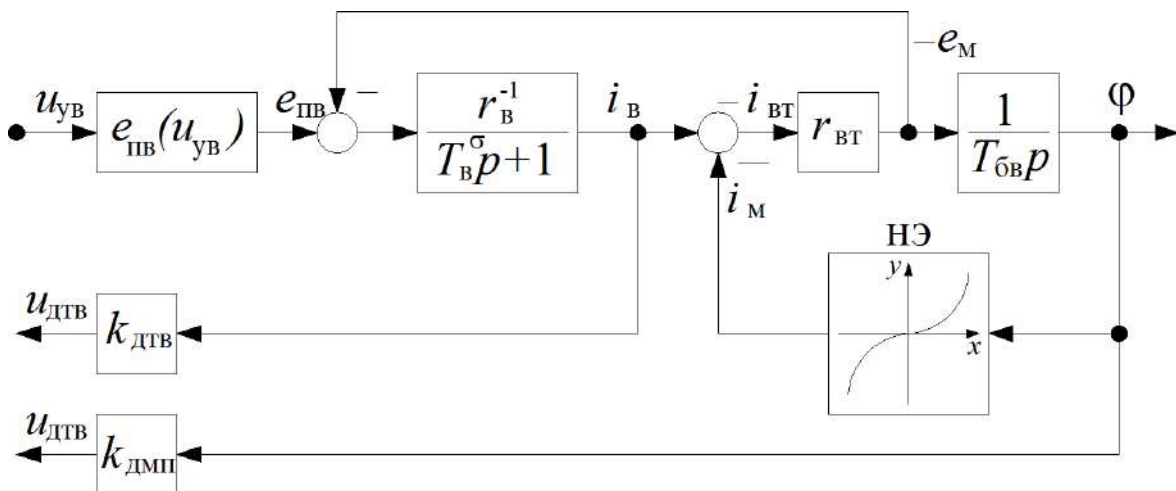 −e_м
u_ув
e_пв(u_ув)
e_пв
−
r_в^-1
T_в^σ p+1
i_в
−
i_вт
−
r_вт
1
T_бв p
φ
i_м
НЭ
y
x
u_дтв
k_дтв
u_дтв
k_дмп